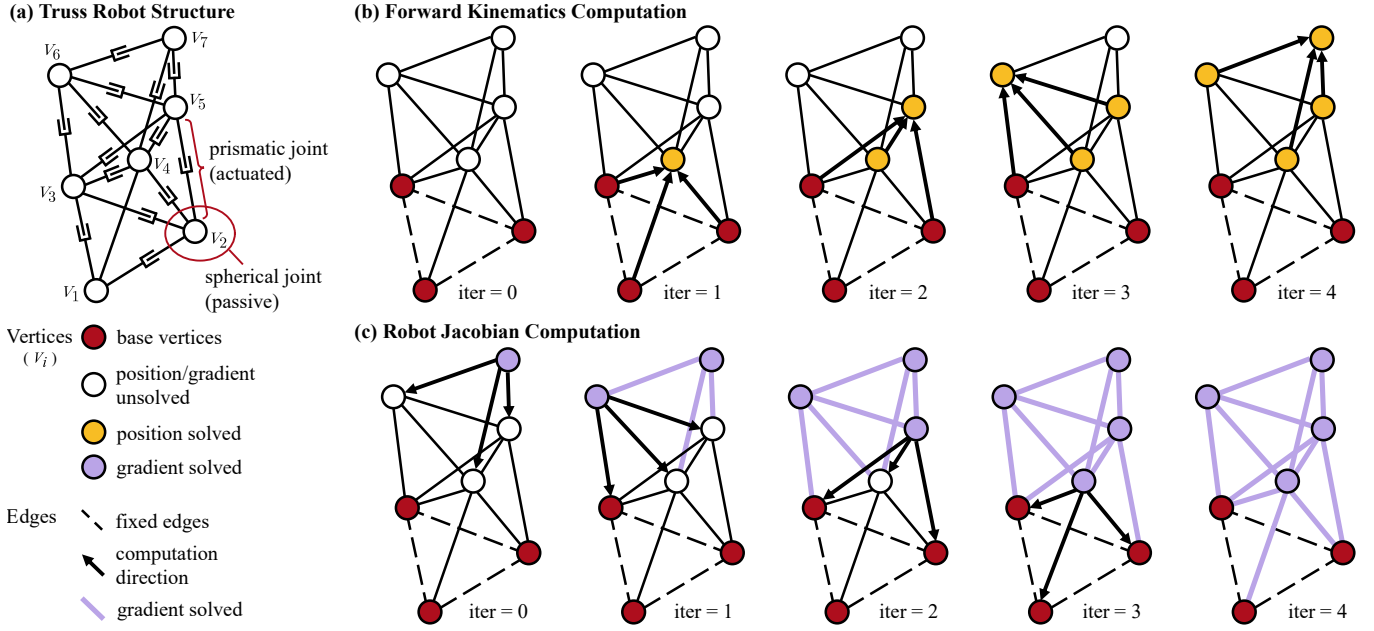 (a) Truss Robot Structure
V7
V6
V5
V4
V3
V2
V1
prismatic joint
(actuated)
spherical joint
(passive)
Vertices
( Vi )
base vertices
position/gradient
unsolved
position solved
gradient solved
Edges
fixed edges
computation
direction
gradient solved
(b) Forward Kinematics Computation
iter = 0
iter = 1
iter = 2
iter = 3
iter = 4
(c) Robot Jacobian Computation
iter = 0
iter = 1
iter = 2
iter = 3
iter = 4